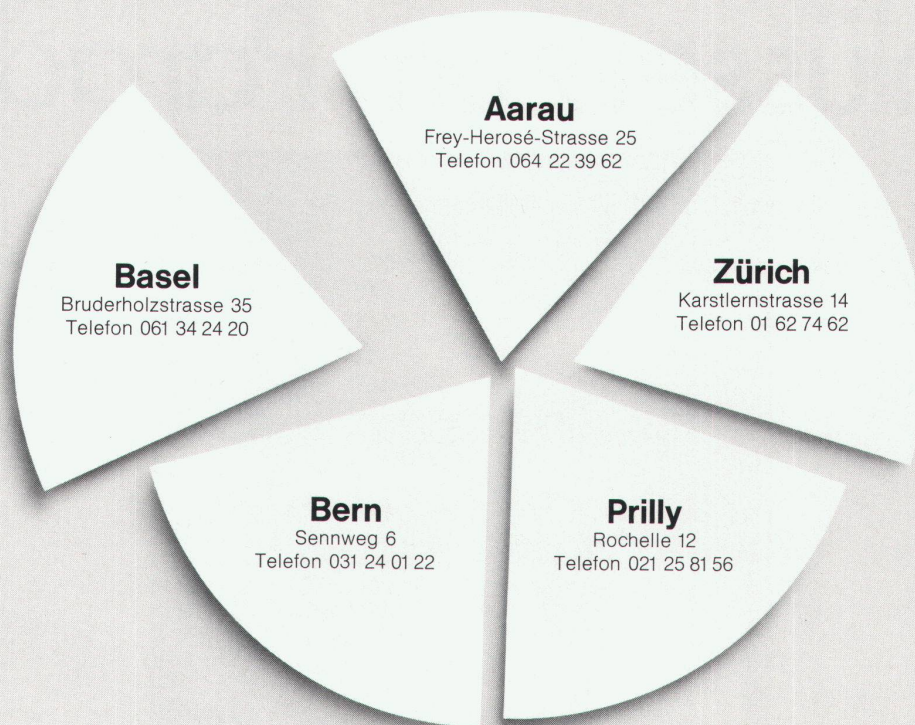 Aarau
Frey-Herosé-Strasse 25
Telefon 064 22 39 62
Basel
Bruderholzstrasse 35
Telefon 061 34 24 20
Zürich
Karstlernstrasse 14
Telefon 01 62 74 62
Bern
Sennweg 6
Telefon 031 24 01 22
Prilly
Rochelle 12
Telefon 021 25 81 56